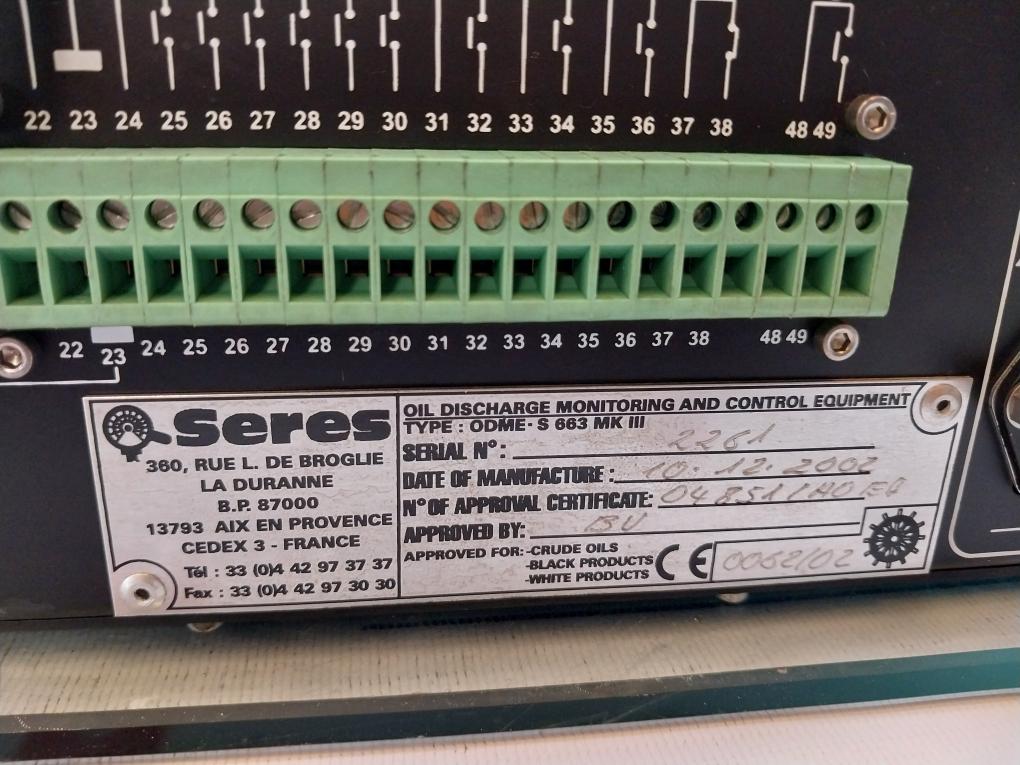 22 23 24 25 26 27 28 29 30 31 32 33 34 35 36 37 38 48 49
22 23 24 25 26 27 28 29 30 31 32 33 34 35 36 37 38 48 49
Seres
360, RUE L. DE BROGLIE
LA DURANNE
B.P. 87000
13793 AIX EN PROVENCE
CEDEX 3 - FRANCE
Tél : 33 (0)4 42 97 37 37
Fax : 33 (0)4 42 97 30 30
OIL DISCHARGE MONITORING AND CONTROL EQUIPMENT
TYPE : ODME- S 663 MK III
SERIAL N° : 2261
DATE OF MANUFACTURE : 10.12.2002
N° OF APPROVAL CERTIFICATE: 04851/A0
APPROVED BY: BV
APPROVED FOR: -CRUDE OILS
-BLACK PRODUCTS
-WHITE PRODUCTS
CE 0062/02